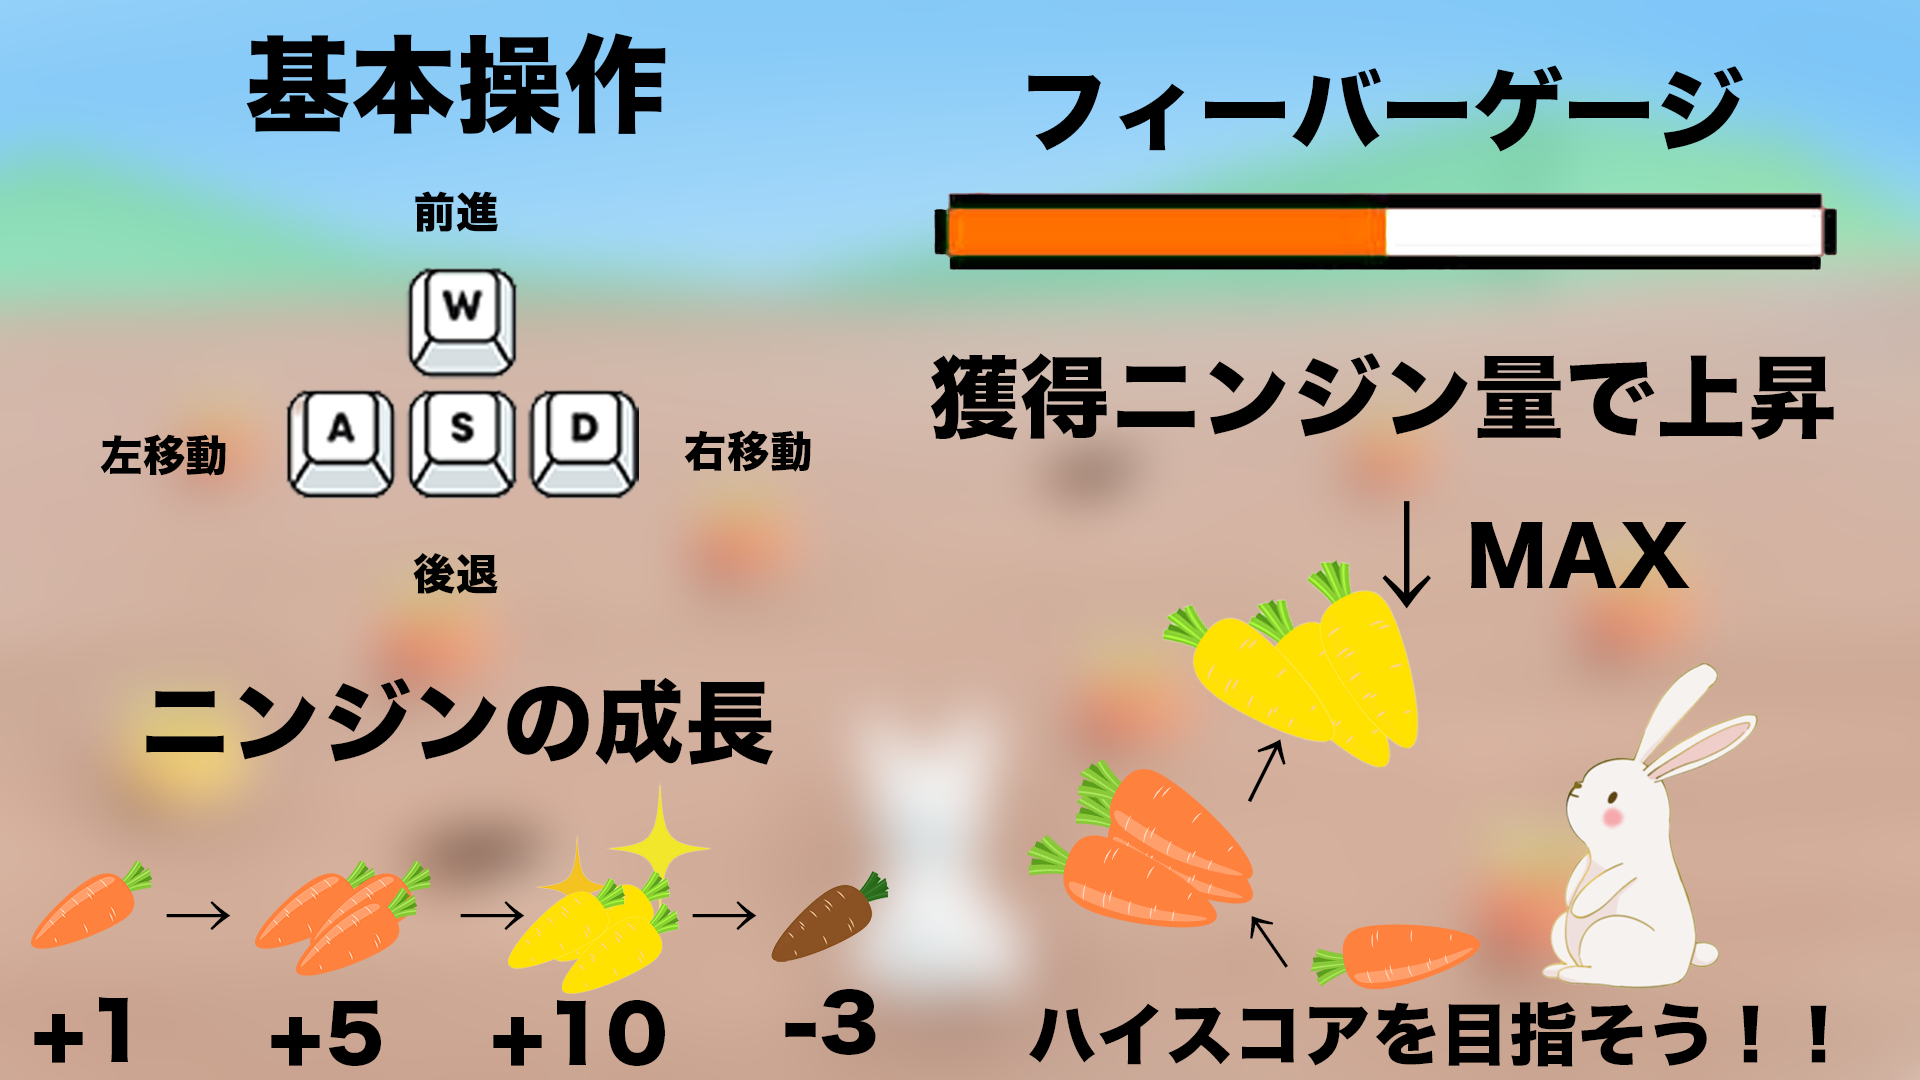 基本操作
前進
W
A S D
左移動
右移動
後退
ニンジンの成長
+1
+5
+10
-3
フィーバーゲージ
獲得ニンジン量で上昇
MAX
ハイスコアを目指そう！！